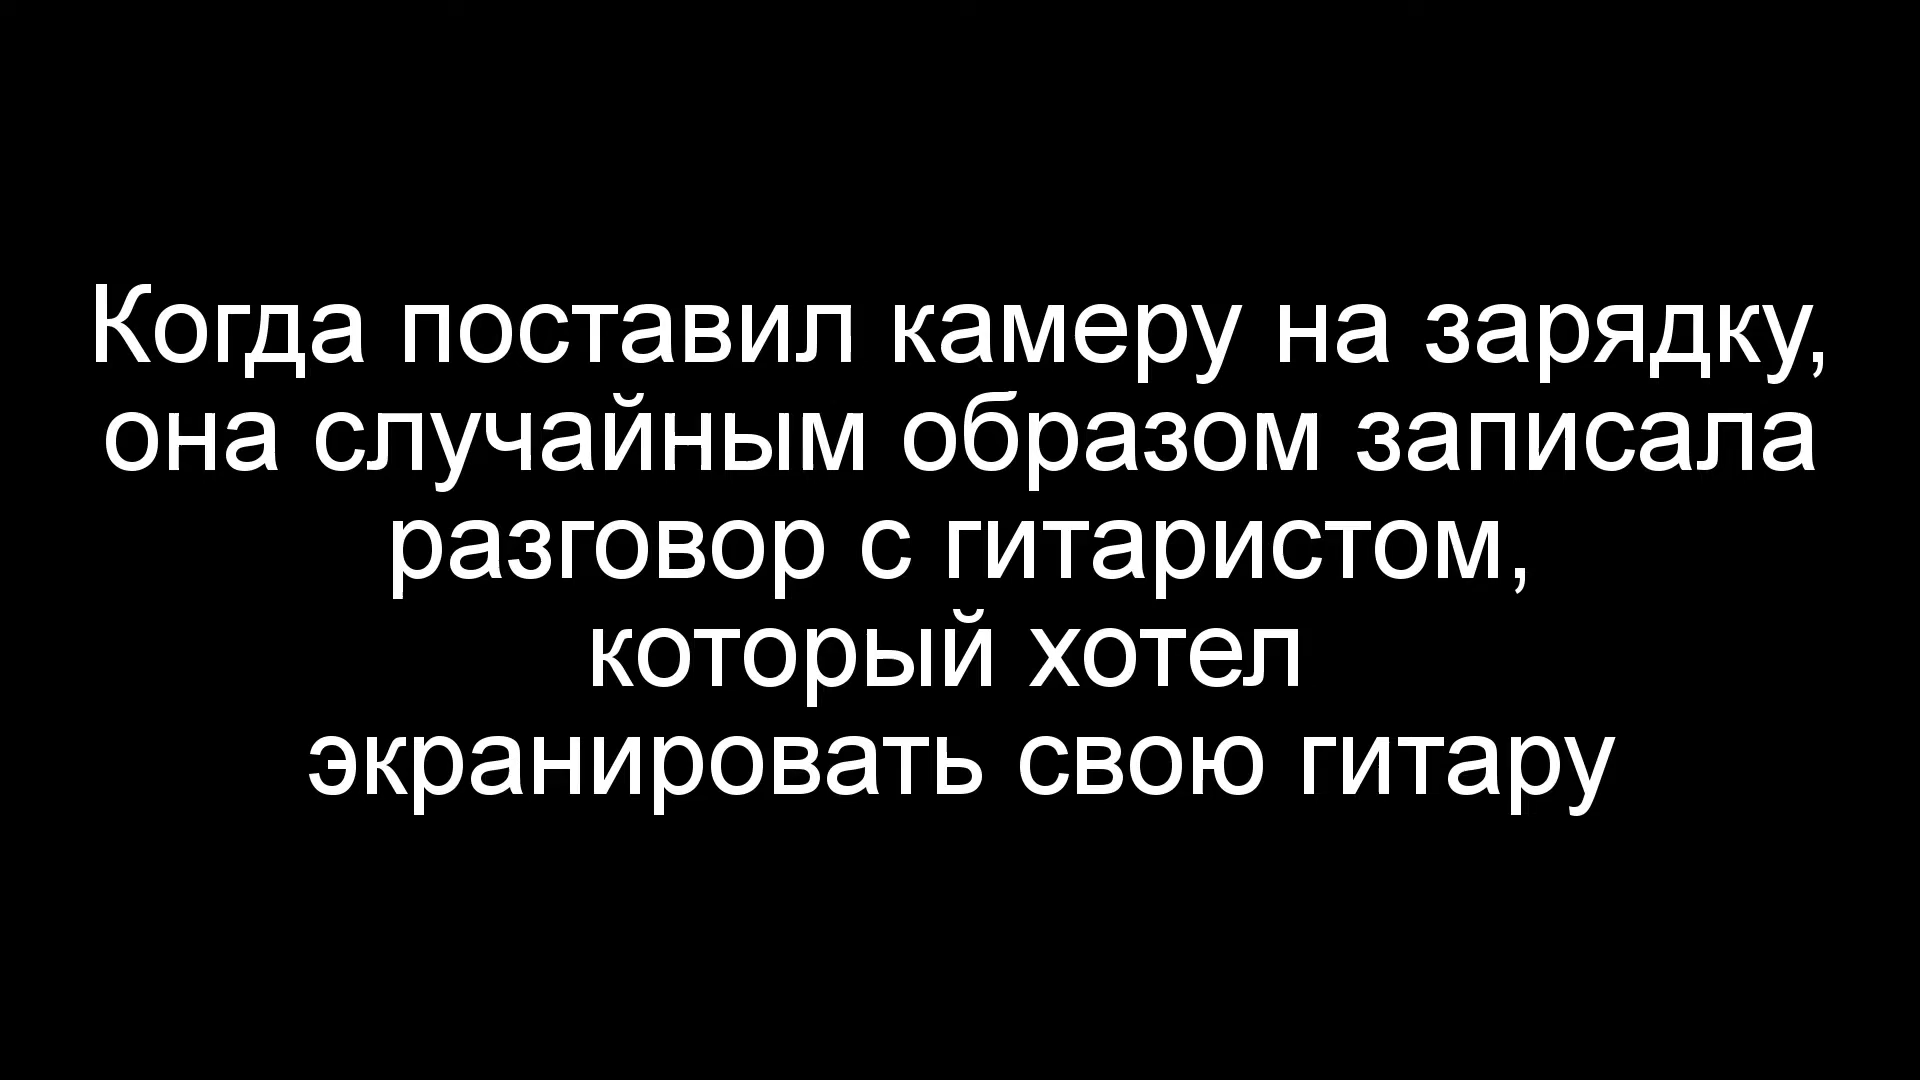 Когда поставил камеру на зарядку,
она случайным образом записала
разговор с гитаристом,
который хотел
экранировать свою гитару